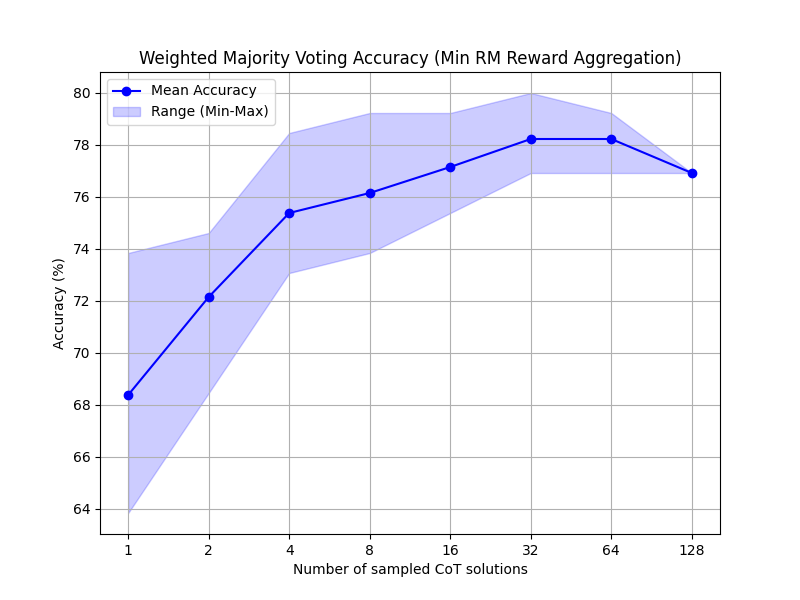 Weighted Majority Voting Accuracy (Min RM Reward Aggregation)
Mean Accuracy
Range (Min-Max)
80
78
76
74
72
70
68
66
64
Accuracy (%)
1 2 4 8 16 32 64 128
Number of sampled CoT solutions